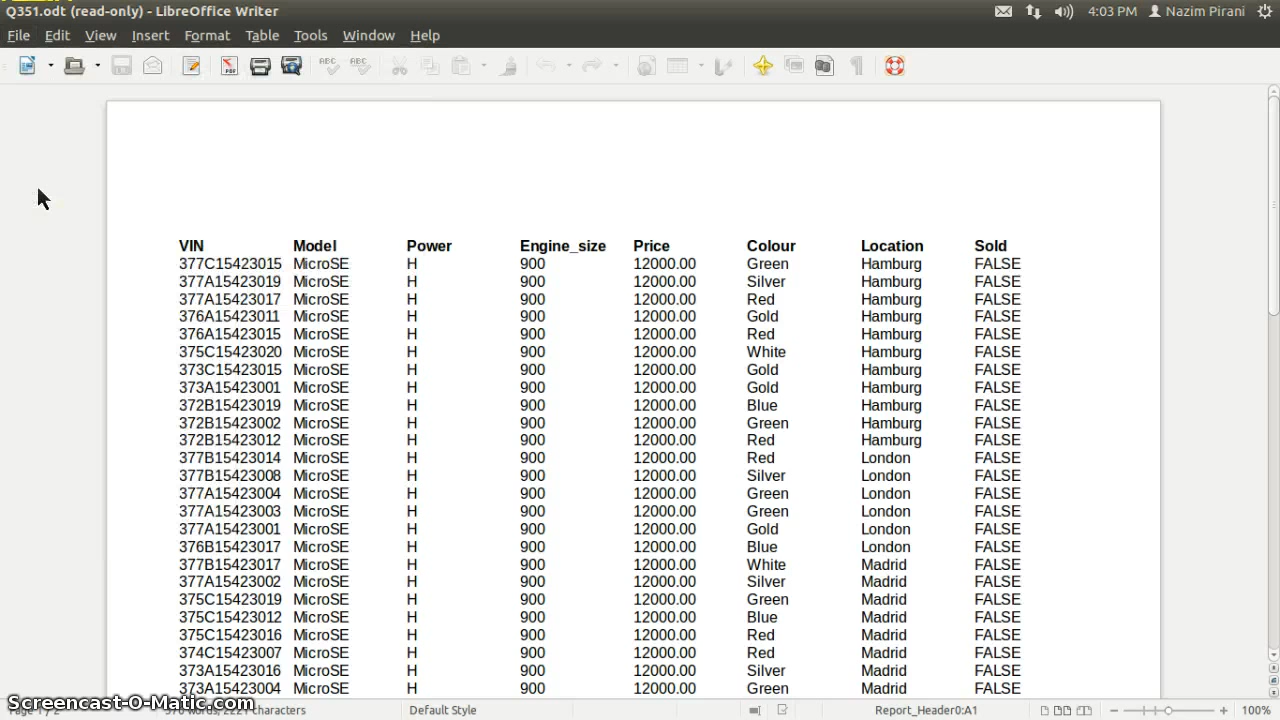 Q351.odt (read-only) - LibreOffice Writer 4:03 PM Nazim Pirani
File Edit View Insert Format Table Tools Window Help
VIN Model Power Engine_size Price Colour Location Sold
377C15423015 MicroSE H 900 12000.00 Green Hamburg FALSE
377A15423019 MicroSE H 900 12000.00 Silver Hamburg FALSE
377A15423017 MicroSE H 900 12000.00 Red Hamburg FALSE
376A15423011 MicroSE H 900 12000.00 Gold Hamburg FALSE
376A15423015 MicroSE H 900 12000.00 Red Hamburg FALSE
375C15423020 MicroSE H 900 12000.00 White Hamburg FALSE
373C15423015 MicroSE H 900 12000.00 Gold Hamburg FALSE
373A15423001 MicroSE H 900 12000.00 Gold Hamburg FALSE
372B15423019 MicroSE H 900 12000.00 Blue Hamburg FALSE
372B15423002 MicroSE H 900 12000.00 Green Hamburg FALSE
372B15423012 MicroSE H 900 12000.00 Red Hamburg FALSE
377B15423014 MicroSE H 900 12000.00 Red London FALSE
377B15423008 MicroSE H 900 12000.00 Silver London FALSE
377A15423004 MicroSE H 900 12000.00 Green London FALSE
377A15423003 MicroSE H 900 12000.00 Green London FALSE
377A15423001 MicroSE H 900 12000.00 Gold London FALSE
376B15423017 MicroSE H 900 12000.00 Blue London FALSE
377B15423017 MicroSE H 900 12000.00 White Madrid FALSE
377A15423002 MicroSE H 900 12000.00 Silver Madrid FALSE
375C15423019 MicroSE H 900 12000.00 Green Madrid FALSE
375C15423012 MicroSE H 900 12000.00 Blue Madrid FALSE
375C15423016 MicroSE H 900 12000.00 Red Madrid FALSE
374C15423007 MicroSE H 900 12000.00 Red Madrid FALSE
373A15423016 MicroSE H 900 12000.00 Silver Madrid FALSE
373A15423004 MicroSE H 900 12000.00 Green Madrid FALSE
Screencast-O-Matic.com
characters Default Style Report_Header0:A1 100%